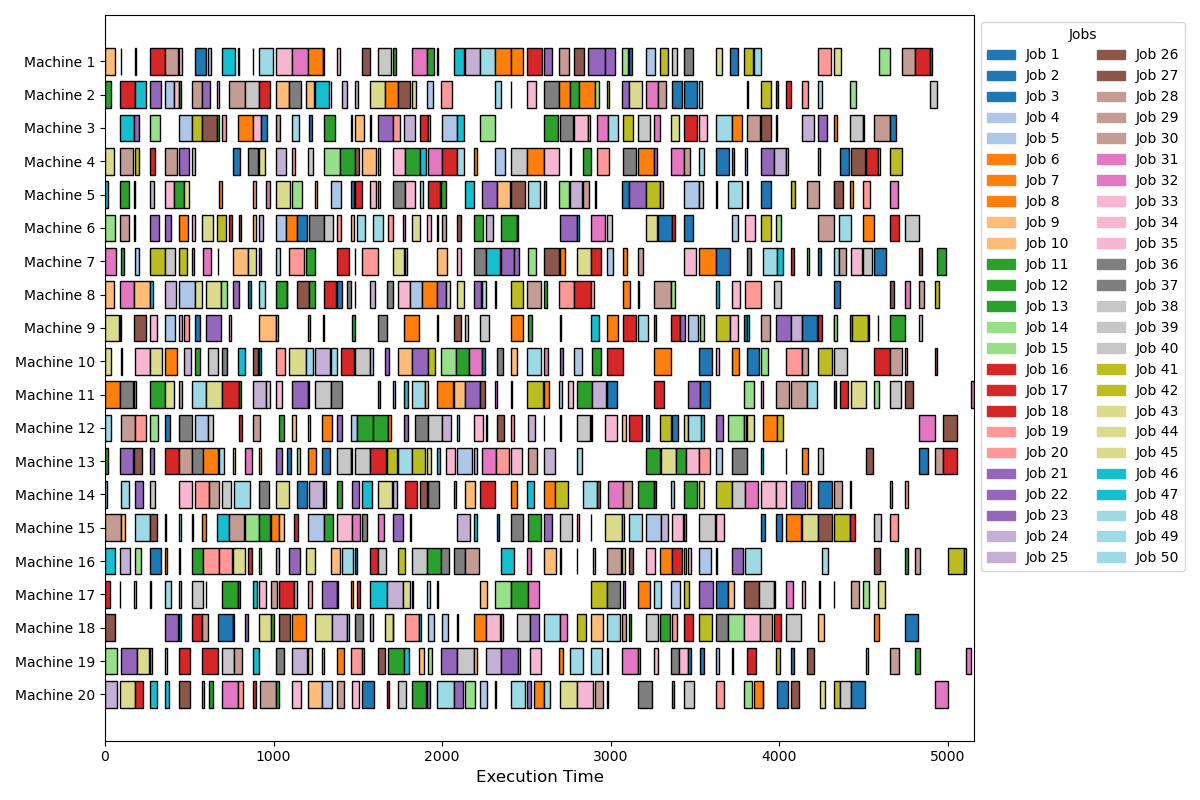 Machine 1
Machine 2
Machine 3
Machine 4
Machine 5
Machine 6
Machine 7
Machine 8
Machine 9
Machine 10
Machine 11
Machine 12
Machine 13
Machine 14
Machine 15
Machine 16
Machine 17
Machine 18
Machine 19
Machine 20
0 1000 2000 3000 4000 5000
Execution Time
Jobs
Job 1
Job 2
Job 3
Job 4
Job 5
Job 6
Job 7
Job 8
Job 9
Job 10
Job 11
Job 12
Job 13
Job 14
Job 15
Job 16
Job 17
Job 18
Job 19
Job 20
Job 21
Job 22
Job 23
Job 24
Job 25
Job 26
Job 27
Job 28
Job 29
Job 30
Job 31
Job 32
Job 33
Job 34
Job 35
Job 36
Job 37
Job 38
Job 39
Job 40
Job 41
Job 42
Job 43
Job 44
Job 45
Job 46
Job 47
Job 48
Job 49
Job 50